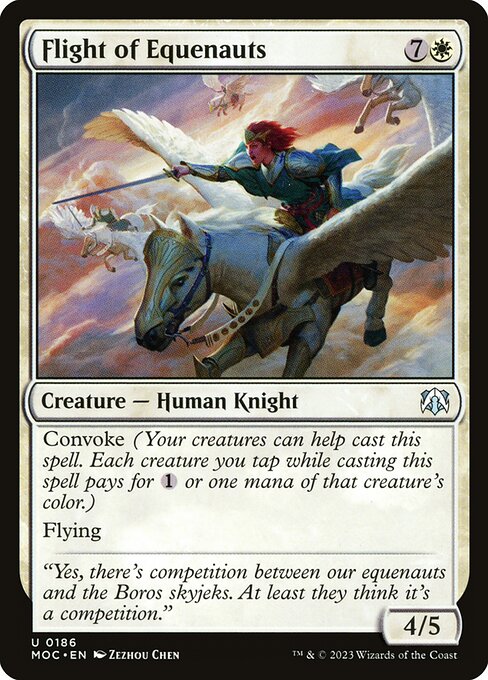 Flight of Equenauts 7
Creature — Human Knight
Convoke (Your creatures can help cast this
spell. Each creature you tap while casting this
spell pays for 1 or one mana of that creature's
color.)
Flying
"Yes, there's competition between our equenauts
and the Boros skyjeks. At least they think it's
a competition."
4/5
U 0186
MOC • EN Zezhou Chen
™ & © 2023 Wizards of the Coast